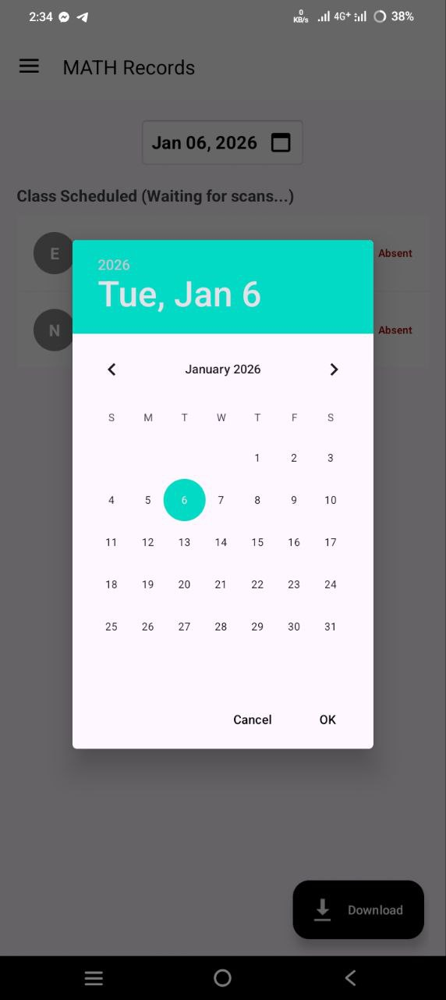 2:34 0 KB/s 4G+ 38%
MATH Records
Jan 06, 2026
Class Scheduled (Waiting for scans...)
E Absent
N Absent
2026
Tue, Jan 6
January 2026
S M T W T F S
1 2 3
4 5 6 7 8 9 10
11 12 13 14 15 16 17
18 19 20 21 22 23 24
25 26 27 28 29 30 31
Cancel OK
Download